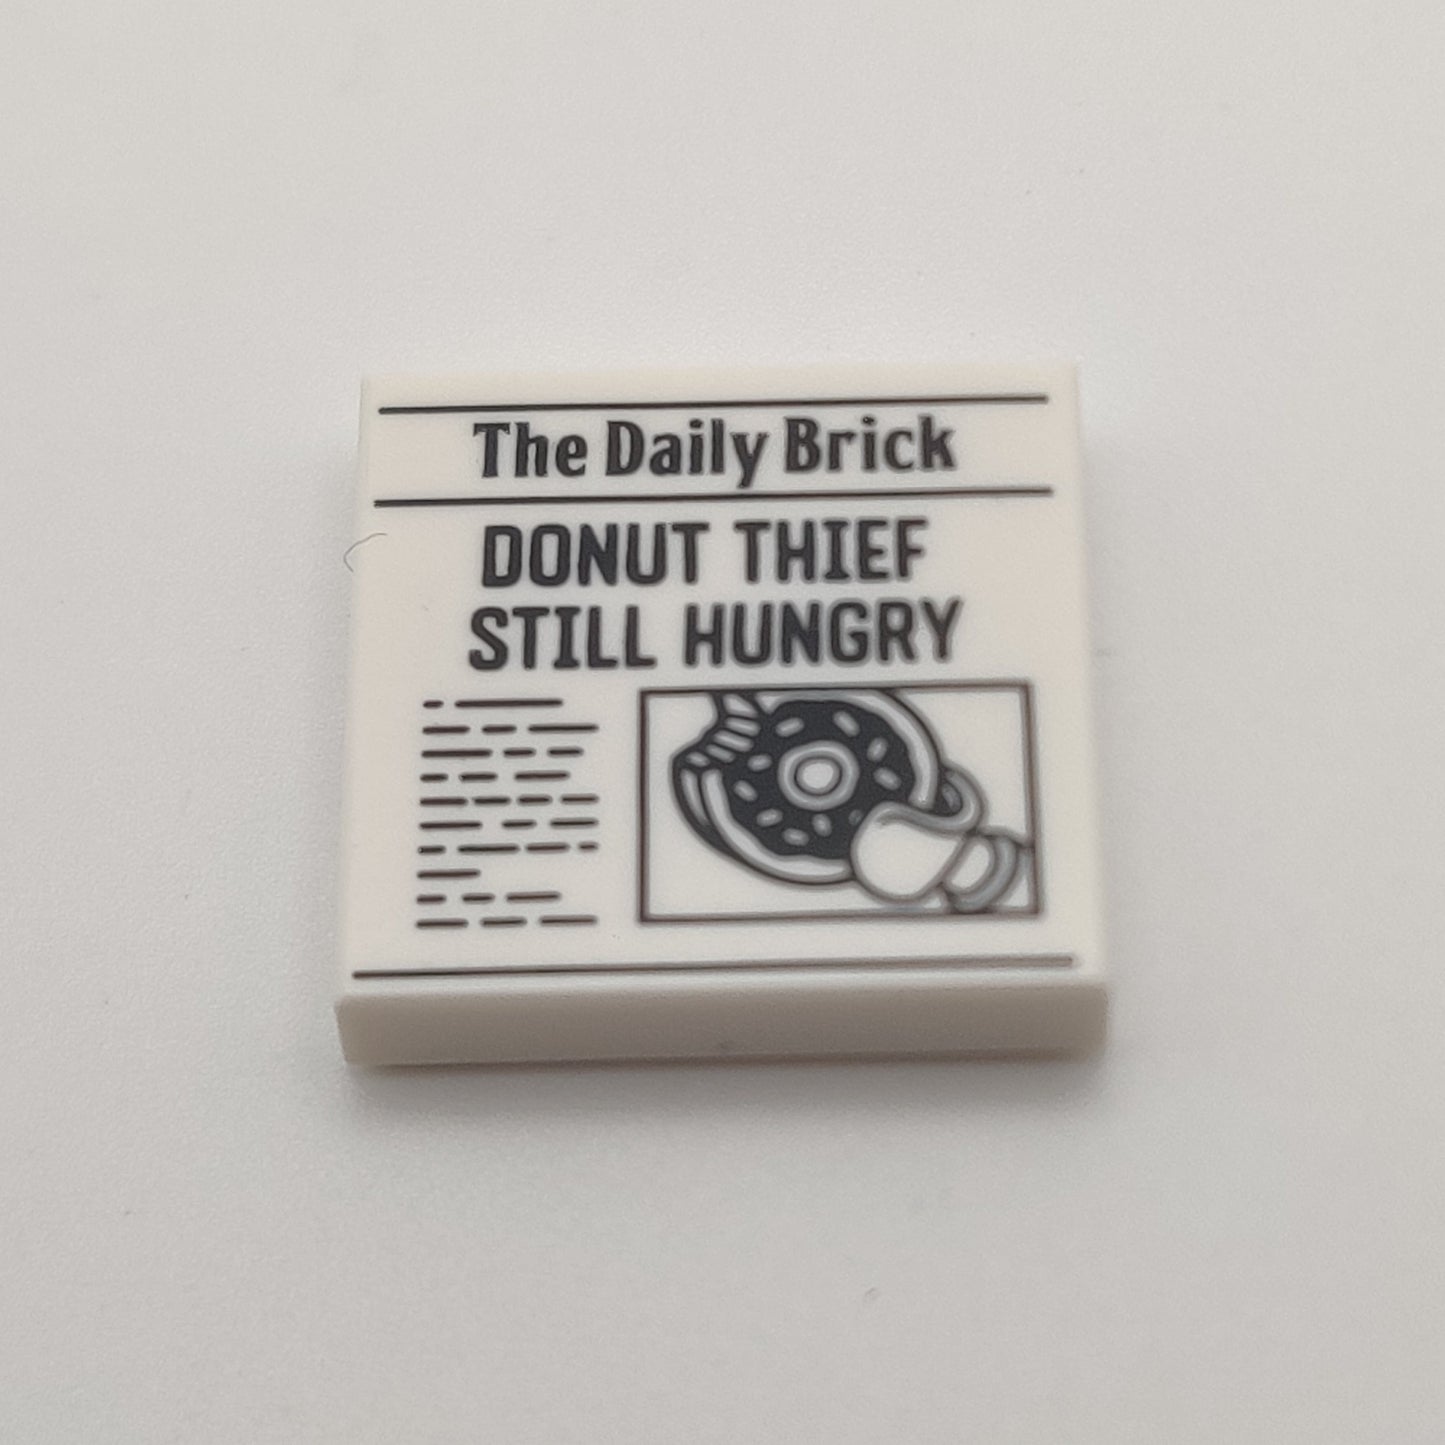 The Daily Brick
DONUT THIEF
STILL HUNGRY